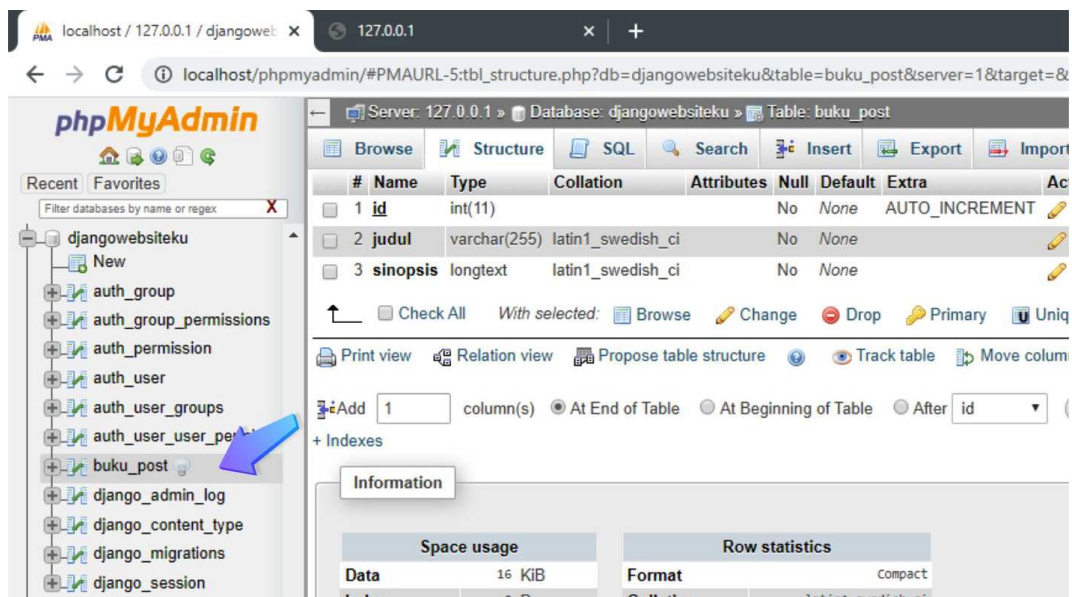 localhost / 127.0.0.1 / djangoweb
127.0.0.1
localhost/phpmyadmin/#PMAURL-5:tbl_structure.php?db=djangowebsiteku&table=buku_post&server=1&target=&
phpMyAdmin
Recent Favorites
Filter databases by name or regex X
djangowebsiteku
New
auth_group
auth_group_permissions
auth_permission
auth_user
auth_user_groups
auth_user_user_pe
buku_post
django_admin_log
django_content_type
django_migrations
django_session
Server: 127.0.0.1 » Database: djangowebsiteku » Table: buku_post
Browse Structure SQL Search Insert Export Import
# Name Type Collation Attributes Null Default Extra Ac
1 id int(11) No None AUTO_INCREMENT
2 judul varchar(255) latin1_swedish_ci No None
3 sinopsis longtext latin1_swedish_ci No None
Check All With selected: Browse Change Drop Primary Uniq
Print view Relation view Propose table structure Track table Move colum
Add 1 column(s) At End of Table At Beginning of Table After id
+ Indexes
Information
Space usage Row statistics
Data 16 KiB Format Compact